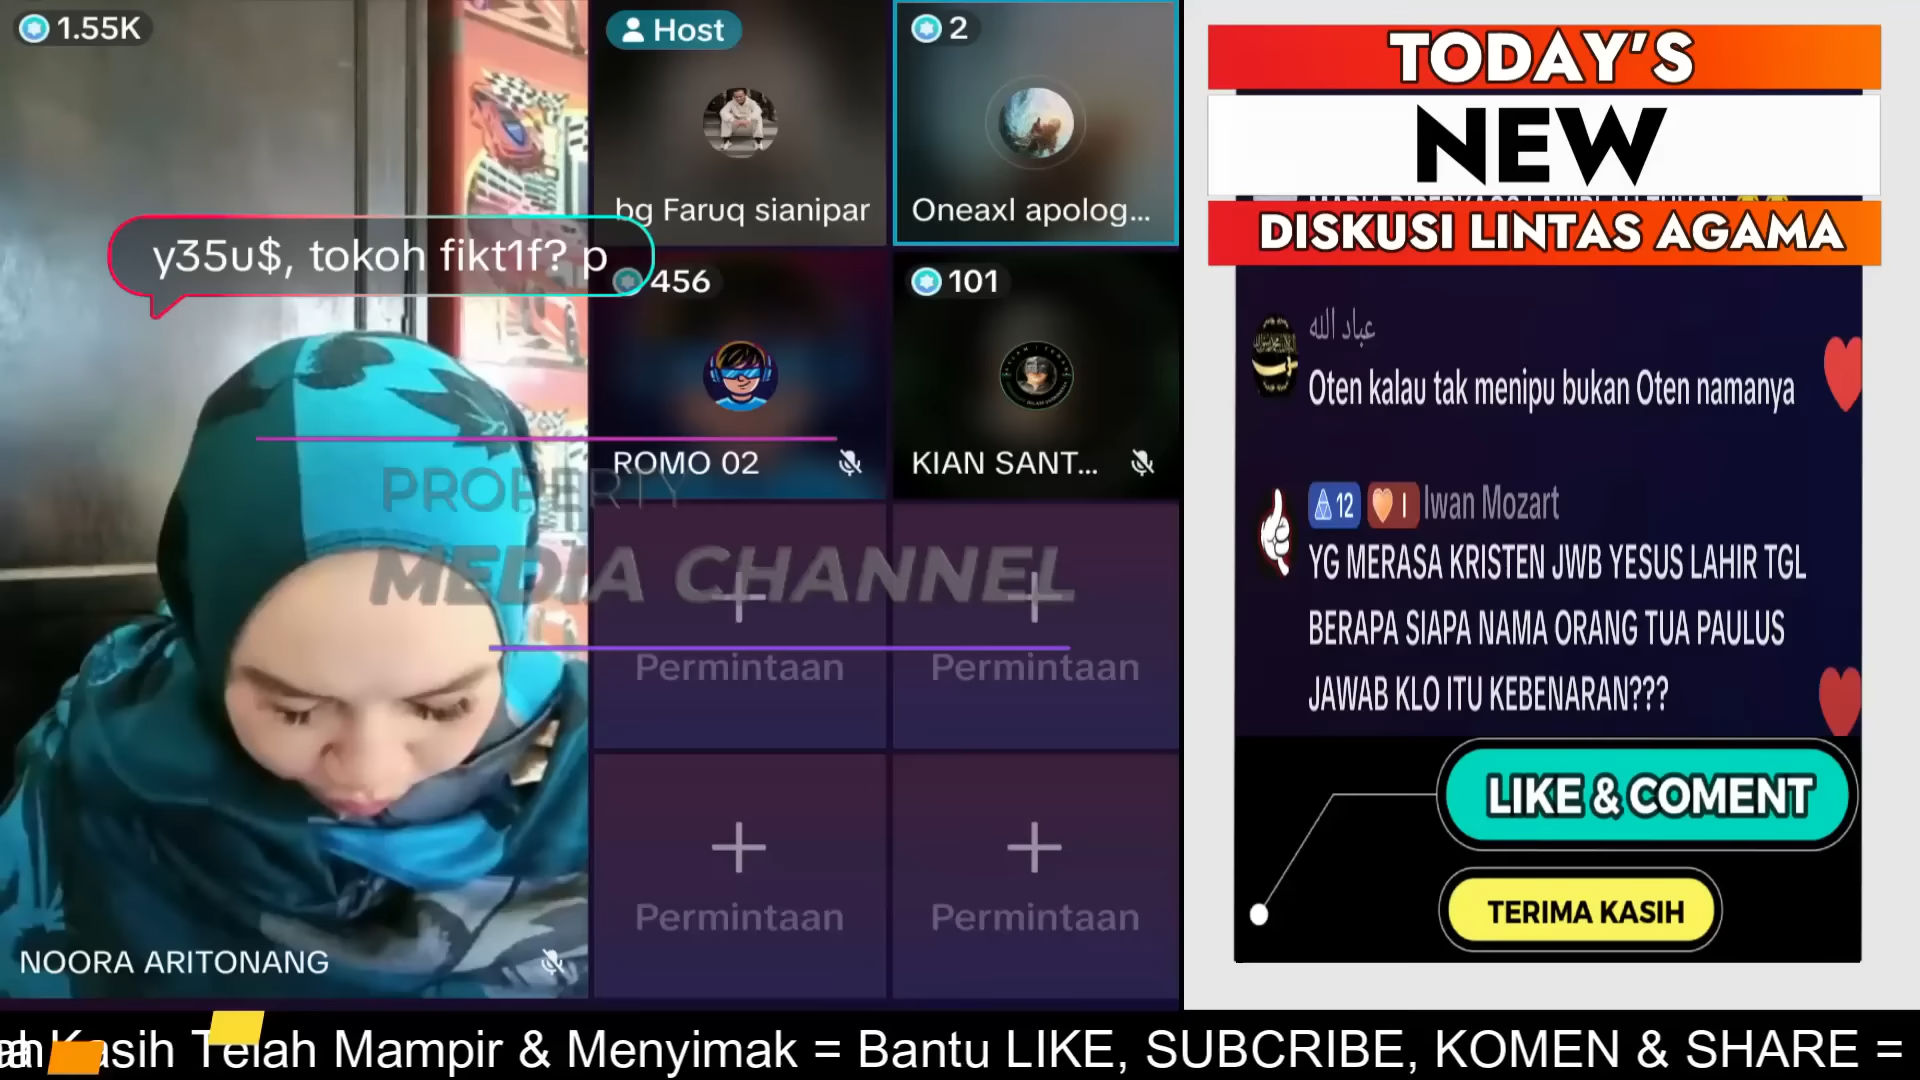 1.55K
Host
bg Faruq sianipar
2
Oneaxl apolog...
y35u$, tokoh fikt1f? p
456
ROMO 02
101
KIAN SANT...
PROPERTY
MEDIA CHANNEL
Permintaan
Permintaan
Permintaan
Permintaan
NOORA ARITONANG
TODAY'S
NEW
DISKUSI LINTAS AGAMA
عباد الله
Oten kalau tak menipu bukan Oten namanya
12 1 Iwan Mozart
YG MERASA KRISTEN JWB YESUS LAHIR TGL
BERAPA SIAPA NAMA ORANG TUA PAULUS
JAWAB KLO ITU KEBENARAN???
LIKE & COMENT
TERIMA KASIH
Kasih Telah Mampir & Menyimak = Bantu LIKE, SUBCRIBE, KOMEN & SHARE =